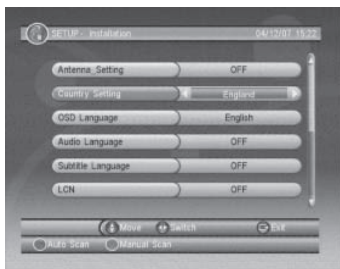 SETUP - Installation 04/12/07 15:22
Antenna_Setting OFF
Country Setting England
OSD Language English
Audio Language OFF
Subtitle Language OFF
LCN OFF
Move Switch Exit
Auto Scan Manual Scan